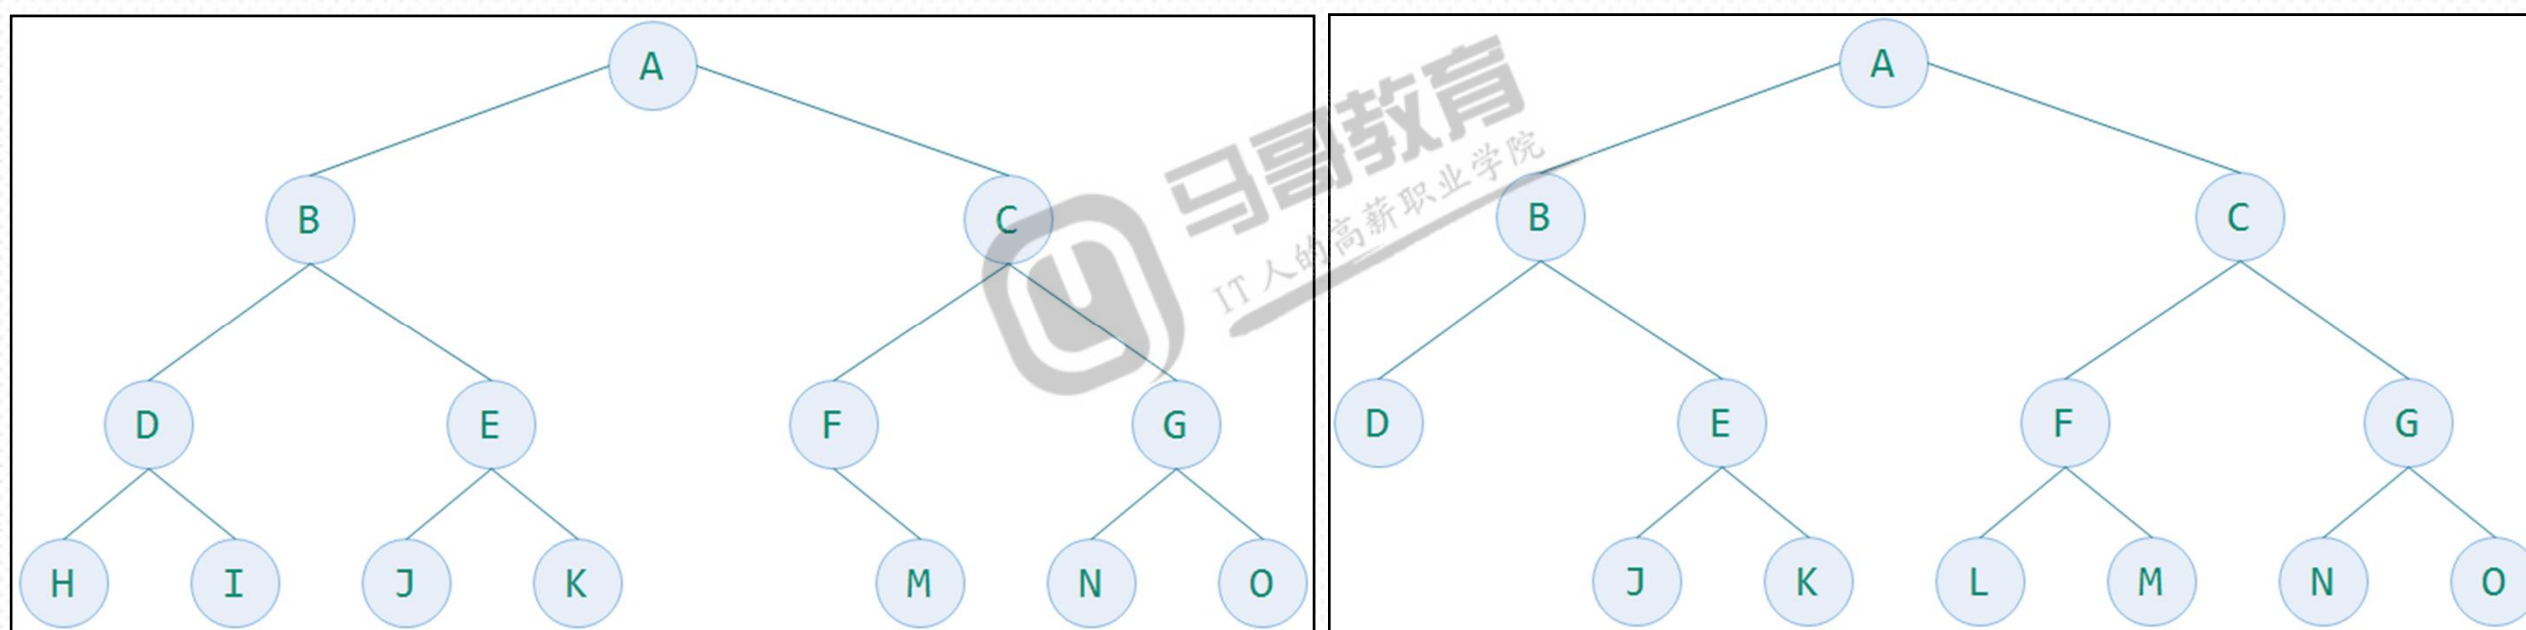 A
B C
D E F G
H I J K M N O
A
B C
D E F G
J K L M N O
马哥教育
IT人的高薪职业学院